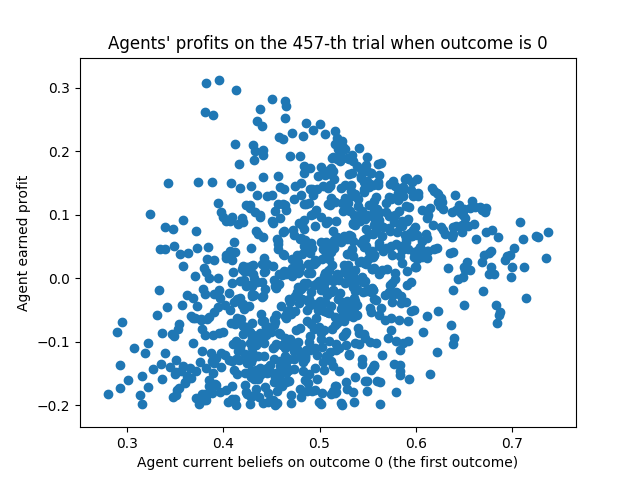 Agents' profits on the 457-th trial when outcome is 0
Agent earned profit
0.3
0.2
0.1
0.0
−0.1
−0.2
0.3 0.4 0.5 0.6 0.7
Agent current beliefs on outcome 0 (the first outcome)